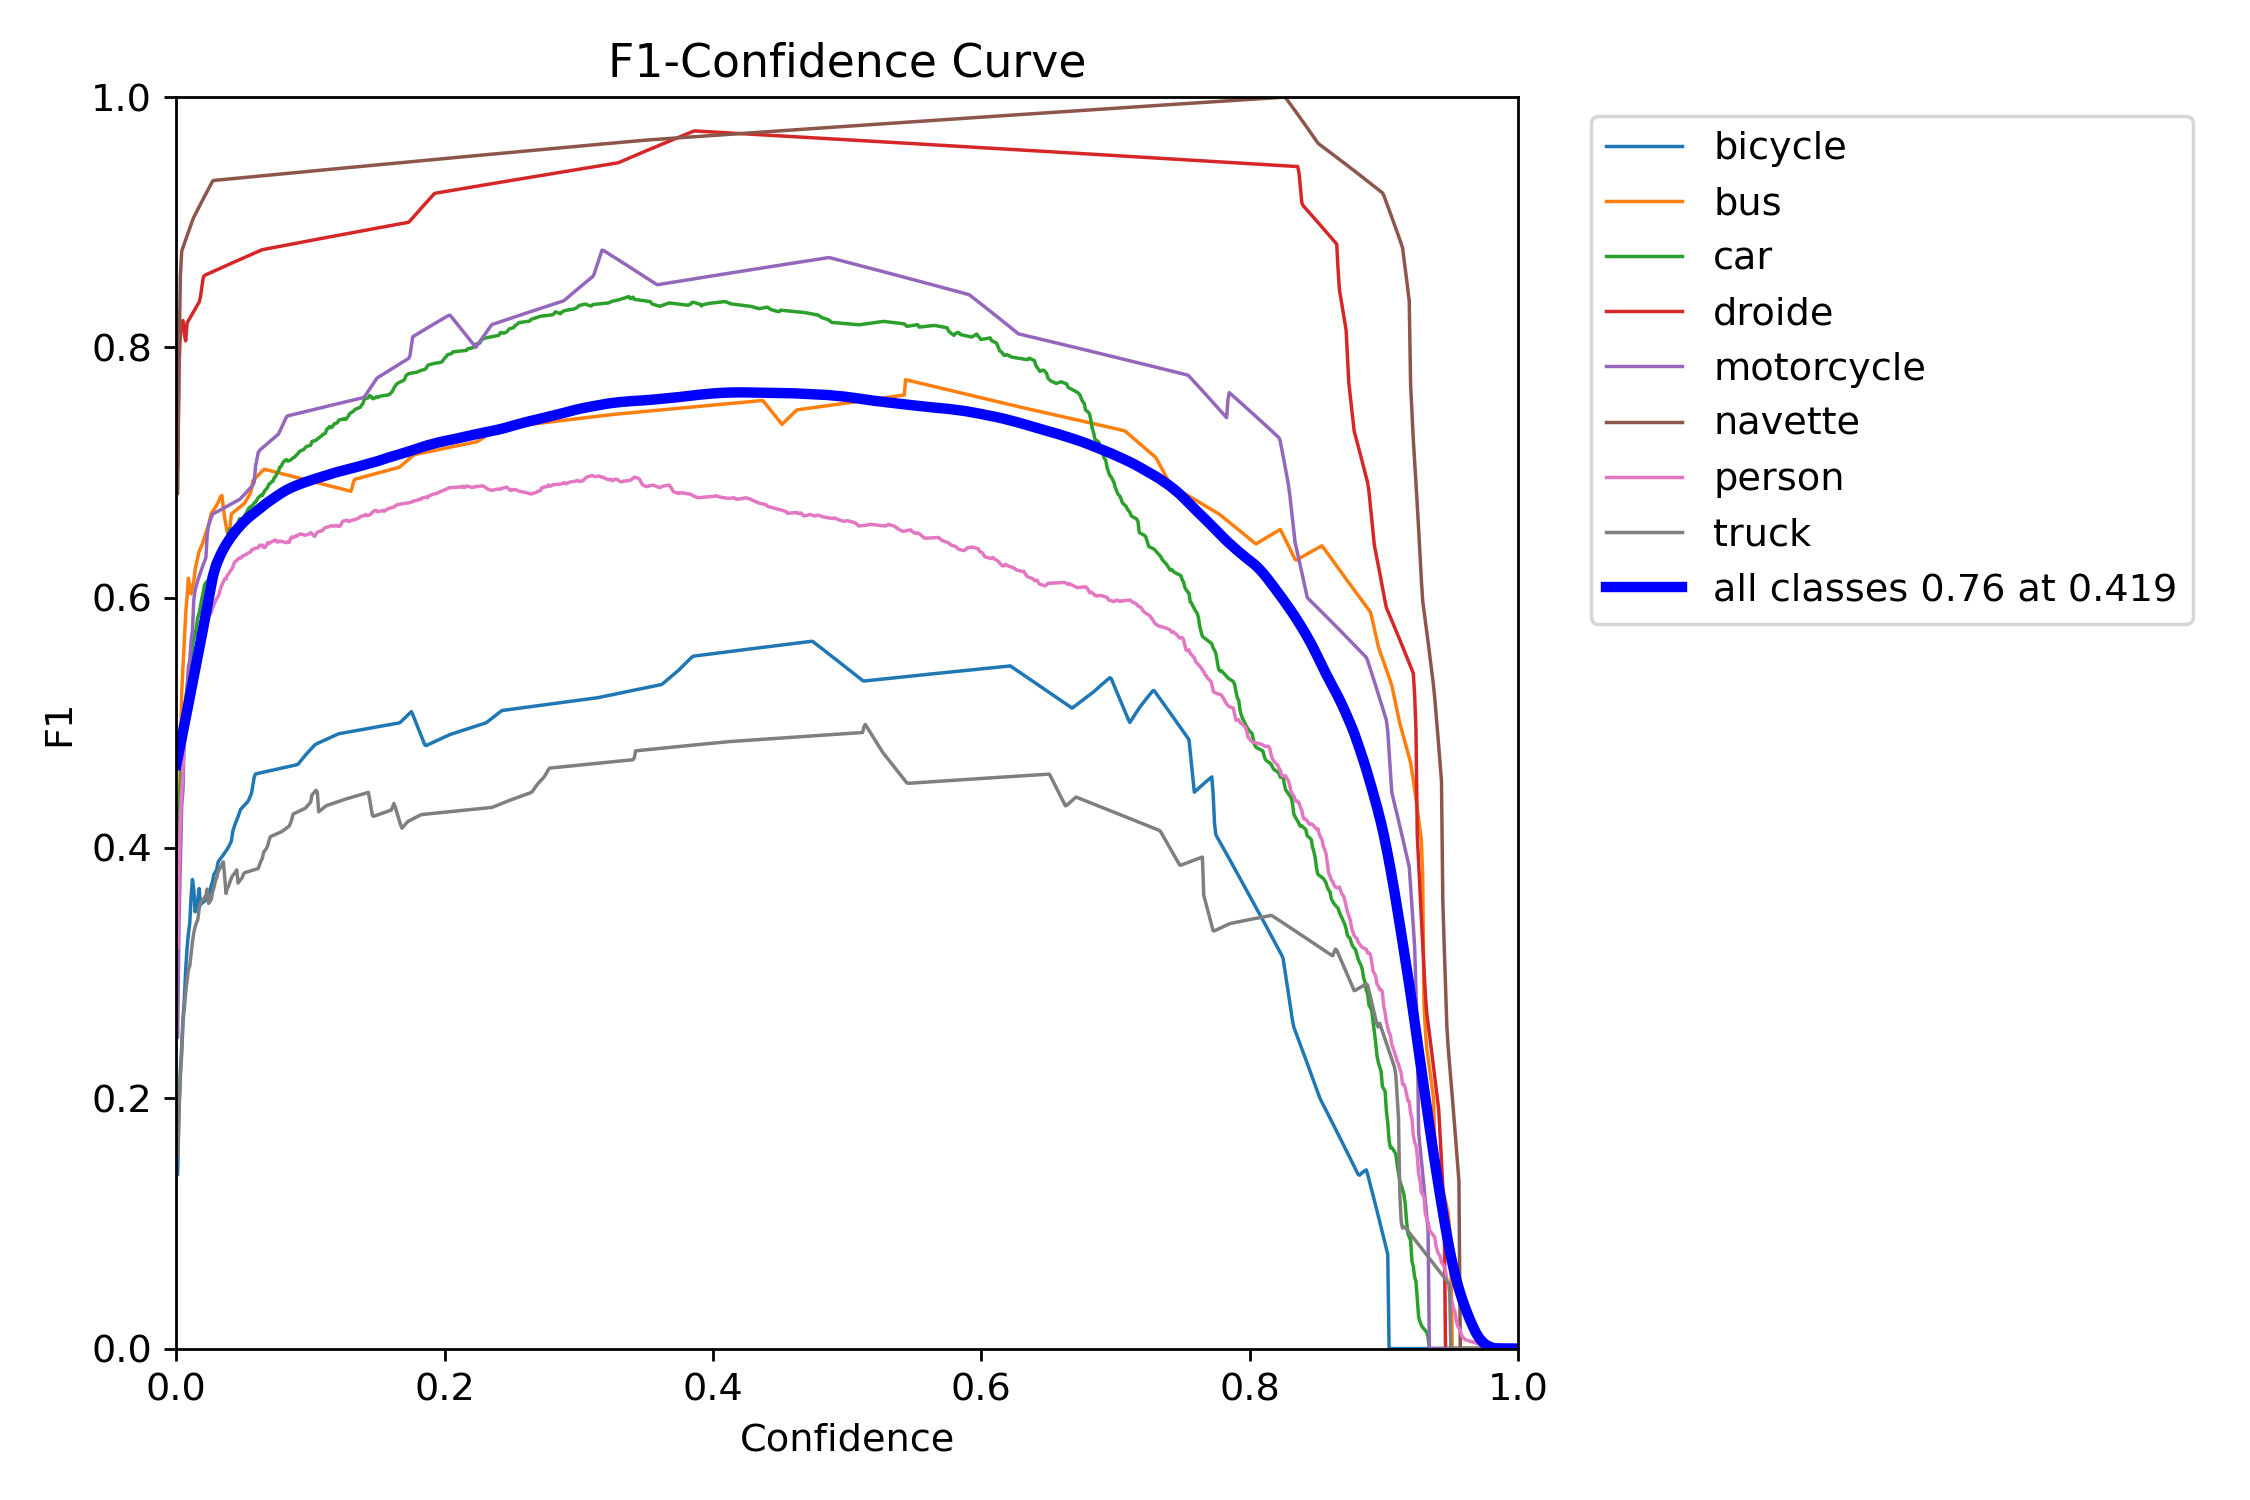 F1-Confidence Curve
1.0
0.8
0.6
0.4
0.2
0.0
F1
0.0 0.2 0.4 0.6 0.8 1.0
Confidence
bicycle
bus
car
droide
motorcycle
navette
person
truck
all classes 0.76 at 0.419